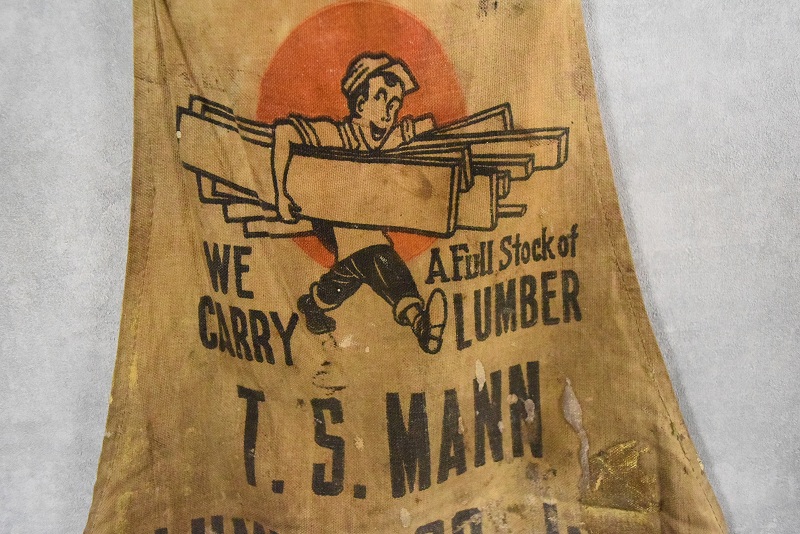 WE
CARRY
A Full Stock of
LUMBER
T. S. MANN